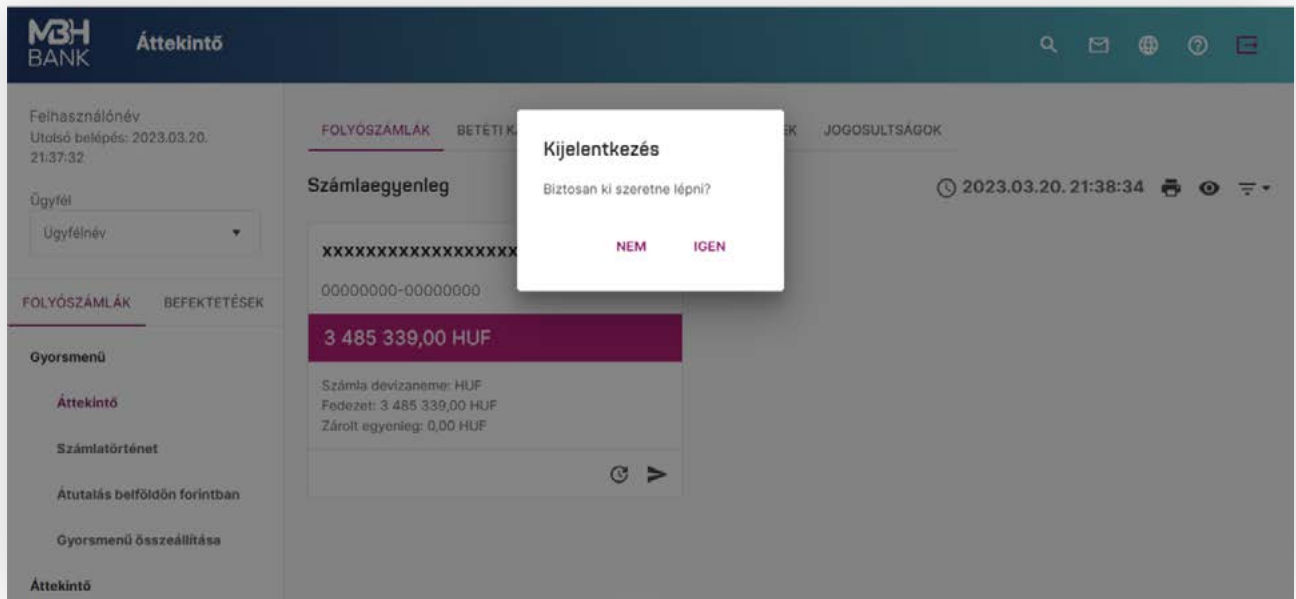 MBH
BANK
Áttekintő
Felhasználónév
Utolsó belépés: 2023.03.20.
21:37:32
Ügyfél
Ügyfélnév
FOLYÓSZÁMLÁK BEFEKTETÉSEK
Gyorsmenü
Áttekintő
Számlatörténet
Átutalás belföldön forintban
Gyorsmenü összeállítása
Áttekintő
FOLYÓSZÁMLÁK BETÉTI JOGOSULTSÁGOK
Számlaegyenleg
2023.03.20. 21:38:34
XXXXXXXXXXXXXXXXXX
00000000-00000000
3 485 339,00 HUF
Számla devizaneme: HUF
Fedezet: 3 485 339,00 HUF
Zárolt egyenleg: 0,00 HUF
Kijelentkezés
Biztosan ki szeretne lépni?
NEM IGEN